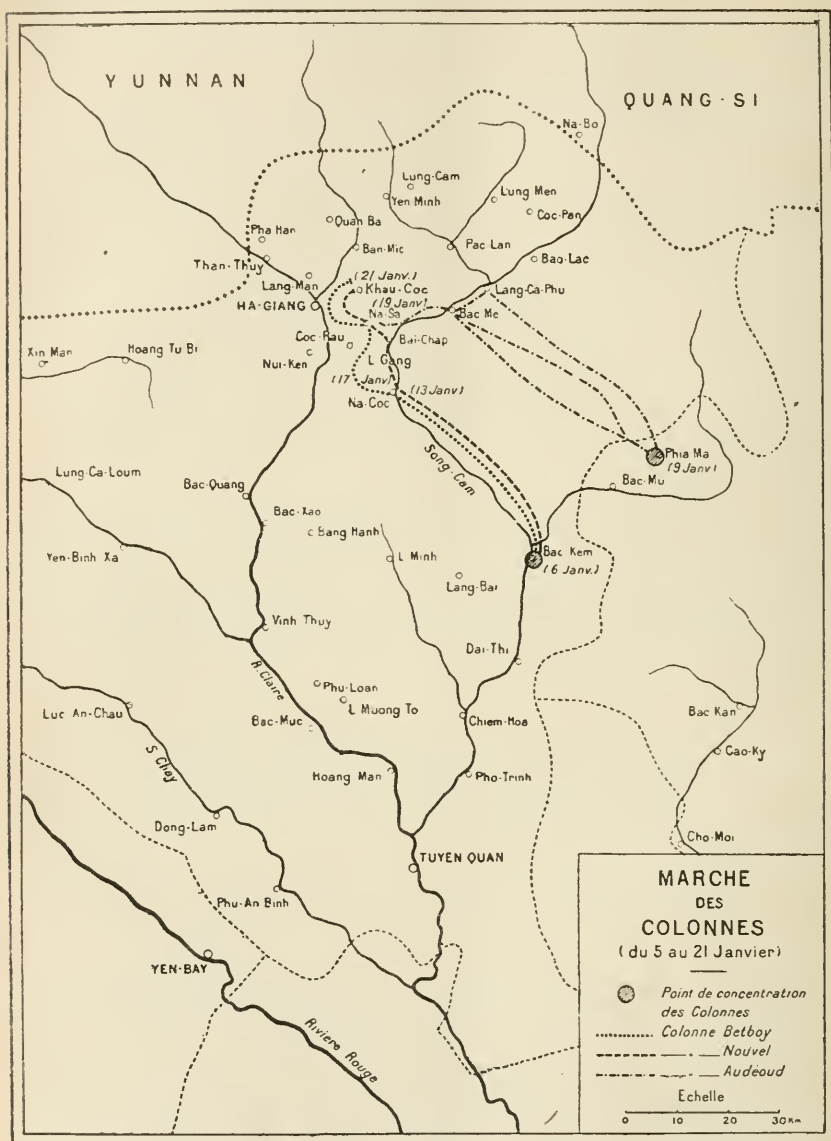 YUNNAN
QUANG-SI
Na-Bo
Lung-Cam
Yen Minh
Lung Men
Coc-Pan
Quan Ba
Pha Han
Ban-Mic
Pac-Lan
Than-Thuy
Bao-Lac
Lang-Man
(21 Janv.)
Khau-Coc
Lang-Ca-Phu
HA-GIANG
(19 Janv)
Na-Sa
Bac Me
Coc-Rau
Bai-Chap
Xin Man
Hoang Tu Bi
Nui-Ken
L Gang
(17 Janv)
(13 Janv)
Na-Coc
Song-Cam
Phia Ma
(9 Janv)
Lung-Ca-Loum
Bac-Mu
Bac-Quang
Bac-Xao
Bang Hanh
Yen-Binh Xa
L Minh
Bac Kem
(6 Janv.)
Lang-Bai
Vinh Thuy
Dai-Thi
R. Claire
Phu-Loan
L Muong To
Luc An-Chau
Bac-Muc
Chiem-Hoa
Bac Kan
S Chay
Hoang Man
Pho-Trinh
Cao-Ky
Dong-Lam
Cho-Moi
TUYEN QUAN
Phu-An Binh
YEN-BAY
Rivière Rouge
MARCHE
DES
COLONNES
(du 5 au 21 Janvier)
Point de concentration
des Colonnes
Colonne Betboy
Nouvel
Audéoud
Echelle
0 10 20 30 Km